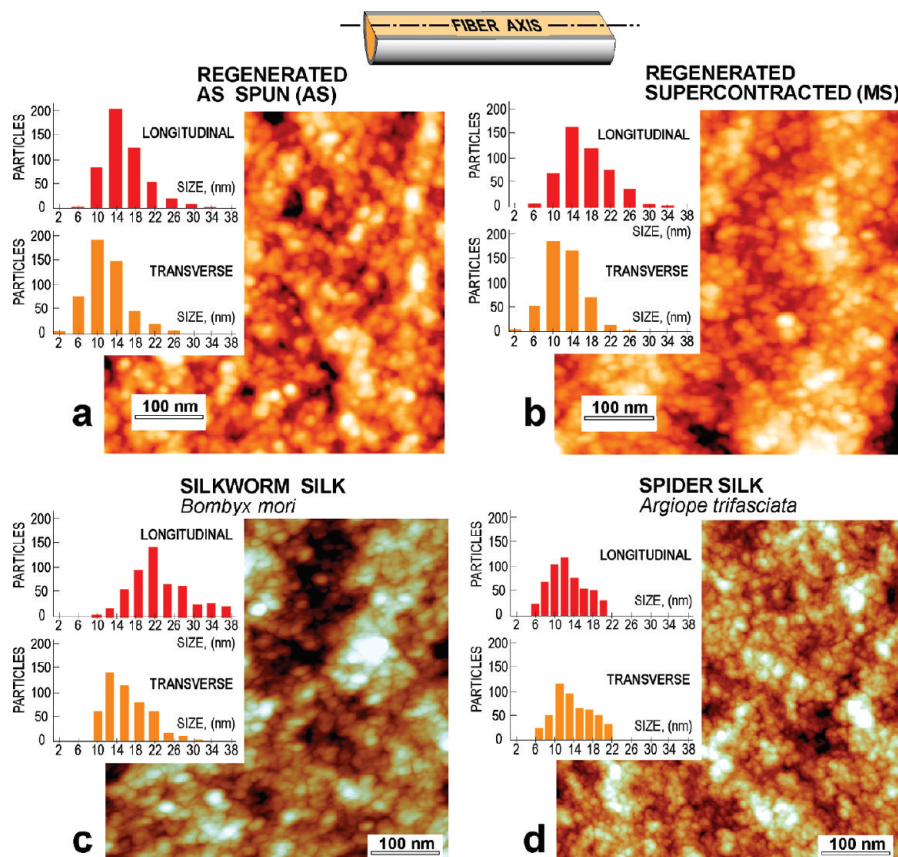 FIBER AXIS
REGENERATED
AS SPUN (AS)
200
150
100
50
0
PARTICLES
LONGITUDINAL
SIZE, (nm)
2 6 10 14 18 22 26 30 34 38
200
150
100
50
0
PARTICLES
TRANSVERSE
SIZE, (nm)
2 6 10 14 18 22 26 30 34 38
a
100 nm
REGENERATED
SUPERCONTRACTED (MS)
200
150
100
50
0
PARTICLES
LONGITUDINAL
2 6 10 14 18 22 26 30 34 38
SIZE, (nm)
200
150
100
50
0
PARTICLES
TRANSVERSE
SIZE, (nm)
2 6 10 14 18 22 26 30 34 38
b
100 nm
SILKWORM SILK
Bombyx mori
200
150
100
50
0
PARTICLES
LONGITUDINAL
2 6 10 14 18 22 26 30 34 38
SIZE, (nm)
200
150
100
50
0
PARTICLES
TRANSVERSE
SIZE, (nm)
2 6 10 14 18 22 26 30 34 38
c
100 nm
SPIDER SILK
Argiope trifasciata
200
150
100
50
0
PARTICLES
LONGITUDINAL
SIZE, (nm)
2 6 10 14 18 22 26 30 34 38
200
150
100
50
0
PARTICLES
TRANSVERSE
SIZE, (nm)
2 6 10 14 18 22 26 30 34 38
d
100 nm